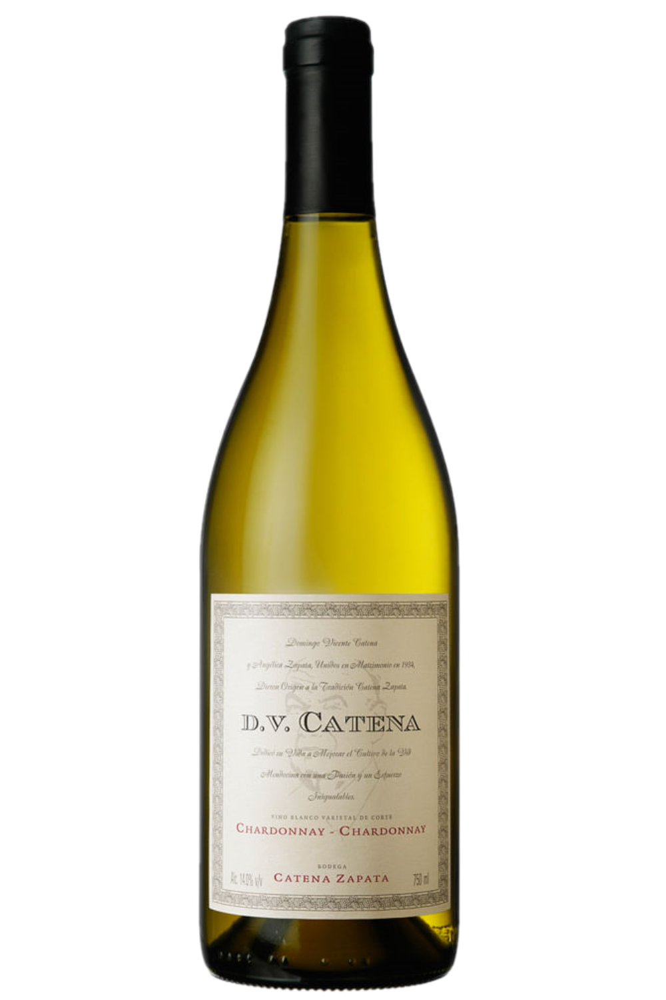 Domingo Vicente Catena
y Angélica Zapata, Unidos en Matrimonio en 1934,
Dieron Origen a la Tradición Catena Zapata
D.V. CATENA
Dedicó su Vida a Mejorar el Cultivo de la Vid
Mendocina con una Pasión y un Esfuerzo
Inigualables.
VINO BLANCO VARIETAL DE CORTE
CHARDONNAY - CHARDONNAY
BODEGA
Alc. 14.0% v/v CATENA ZAPATA 750 ml